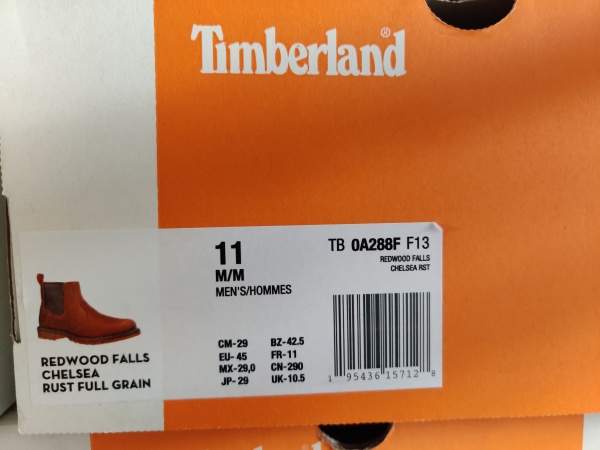 Timberland®
11
M/M
MEN'S/HOMMES
TB 0A288F F13
REDWOOD FALLS
CHELSEA RST
REDWOOD FALLS
CHELSEA
RUST FULL GRAIN
CM-29 BZ-42.5
EU- 45 FR-11
MX-29,0 CN-290
JP- 29 UK-10.5
1 95436 15712 8
Timberland